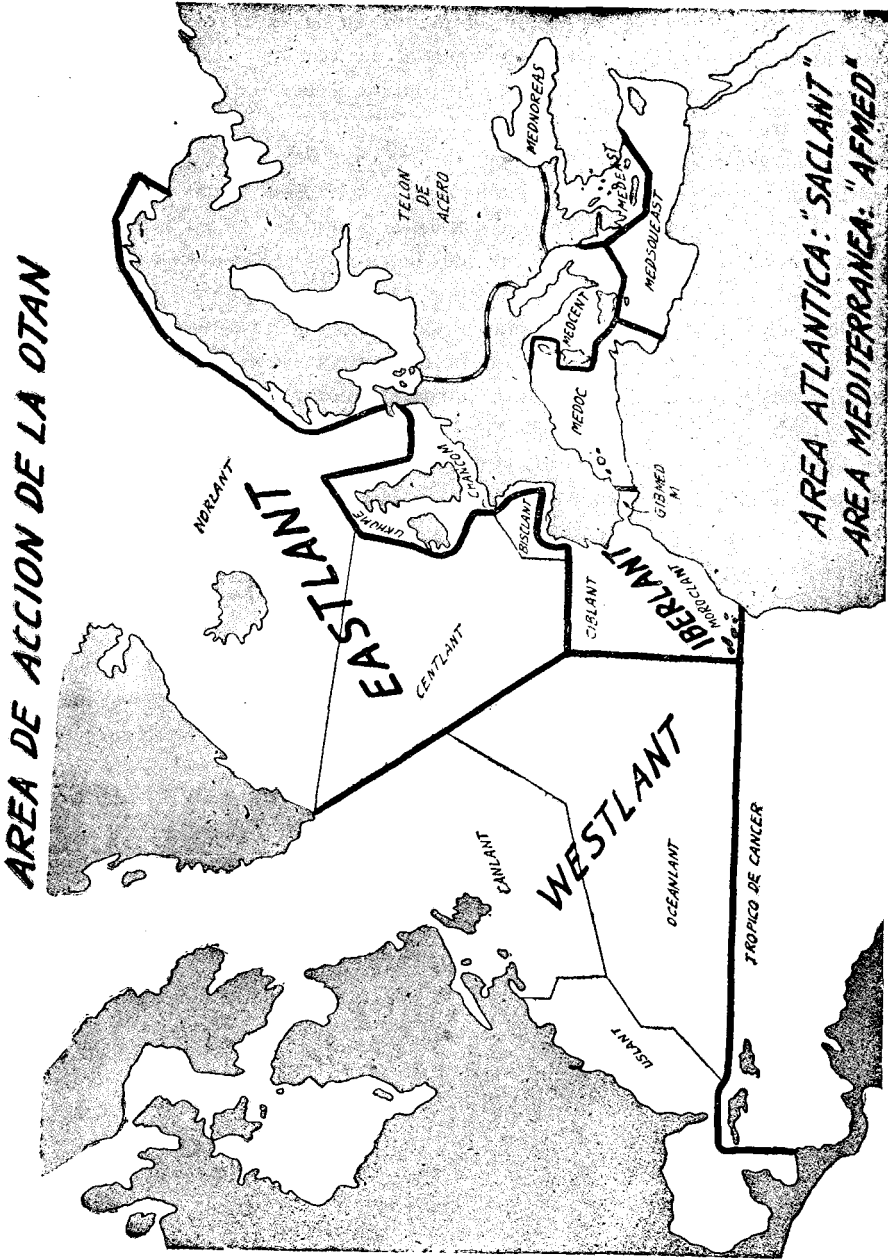 AREA DE ACCION DE LA OTAN
NORLANT
EASTLANT
CENTLANT
UKHOME
CHANCOM
BISCLANT
TELON
DE
ACERO
MEDNOREAS
MEDEAST
MEDSOUEAST
MEDCENT
MEDOC
GIBMED
M
IBERLANT
MOROCLANT
CANLANT
WESTLANT
OCEANLANT
USLANT
TROPICO DE CANCER
AREA ATLANTICA: "SACLANT"
AREA MEDITERRANEA: "AFMED"